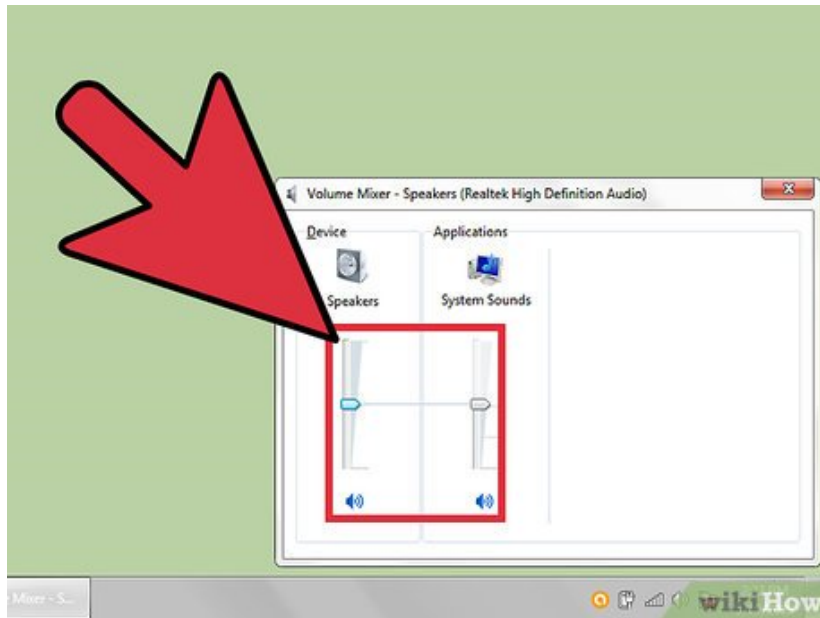 Volume Mixer - Speakers (Realtek High Definition Audio)
Device
Applications
Speakers
System Sounds
Mixer - S...
wikiHow